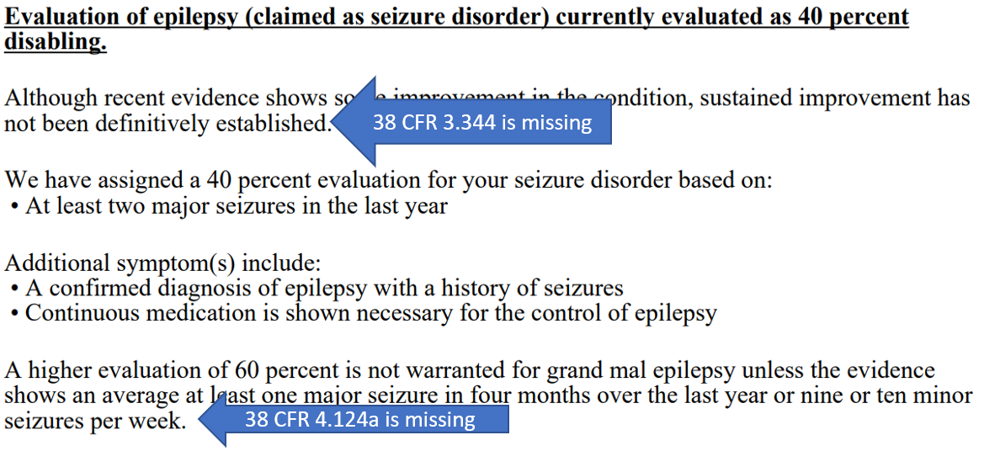 Evaluation of epilepsy (claimed as seizure disorder) currently evaluated as 40 percent
disabling.
Although recent evidence shows some improvement in the condition, sustained improvement has
not been definitively established.
38 CFR 3.344 is missing
We have assigned a 40 percent evaluation for your seizure disorder based on:
• At least two major seizures in the last year
Additional symptom(s) include:
• A confirmed diagnosis of epilepsy with a history of seizures
• Continuous medication is shown necessary for the control of epilepsy
A higher evaluation of 60 percent is not warranted for grand mal epilepsy unless the evidence
shows an average at least one major seizure in four months over the last year or nine or ten minor
seizures per week.
38 CFR 4.124a is missing